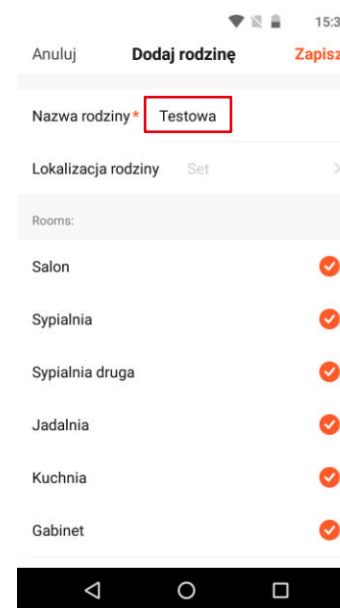 15:3
Anuluj Dodaj rodzinę Zapisz
Nazwa rodziny* Testowa
Lokalizacja rodziny Set
Rooms:
Salon
Sypialnia
Sypialnia druga
Jadalnia
Kuchnia
Gabinet